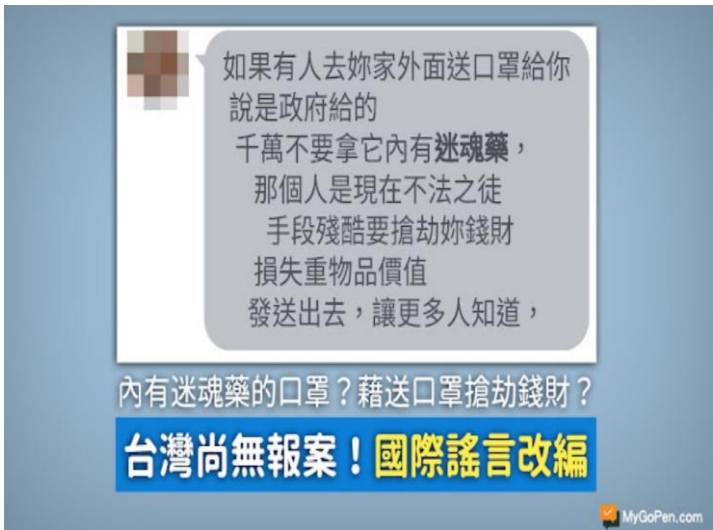 如果有人去妳家外面送口罩給你
說是政府給的
千萬不要拿它內有迷魂藥，
那個人是現在不法之徒
手段殘酷要搶劫妳錢財
損失重物品價值
發送出去，讓更多人知道，
內有迷魂藥的口罩？藉送口罩搶劫錢財？
台灣尚無報案！國際謠言改編
MyGoPen.com